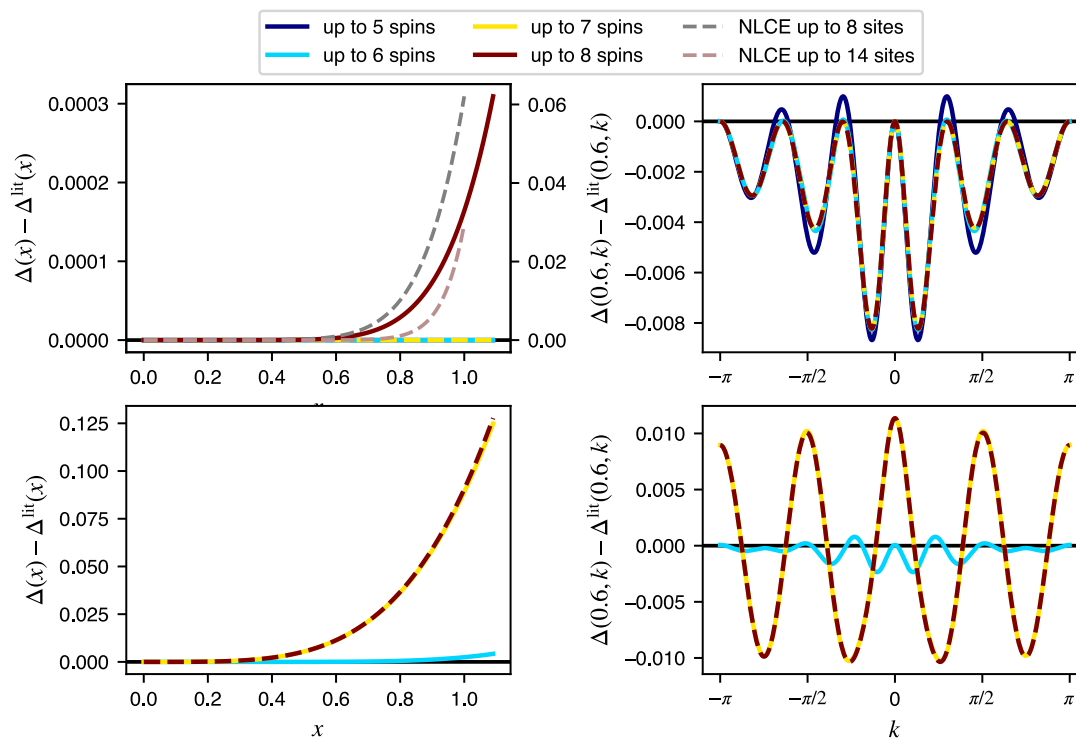 up to 5 spins up to 7 spins NLCE up to 8 sites
up to 6 spins up to 8 spins NLCE up to 14 sites
Δ(x) − Δ^lit(x)
0.0003
0.0002
0.0001
0.0000
0.06
0.04
0.02
0.00
0.0 0.2 0.4 0.6 0.8 1.0
Δ(0.6, k) − Δ^lit(0.6, k)
0.000
−0.002
−0.004
−0.006
−0.008
−π −π/2 0 π/2 π
Δ(x) − Δ^lit(x)
0.125
0.100
0.075
0.050
0.025
0.000
0.0 0.2 0.4 0.6 0.8 1.0
x
Δ(0.6, k) − Δ^lit(0.6, k)
0.010
0.005
0.000
−0.005
−0.010
−π −π/2 0 π/2 π
k